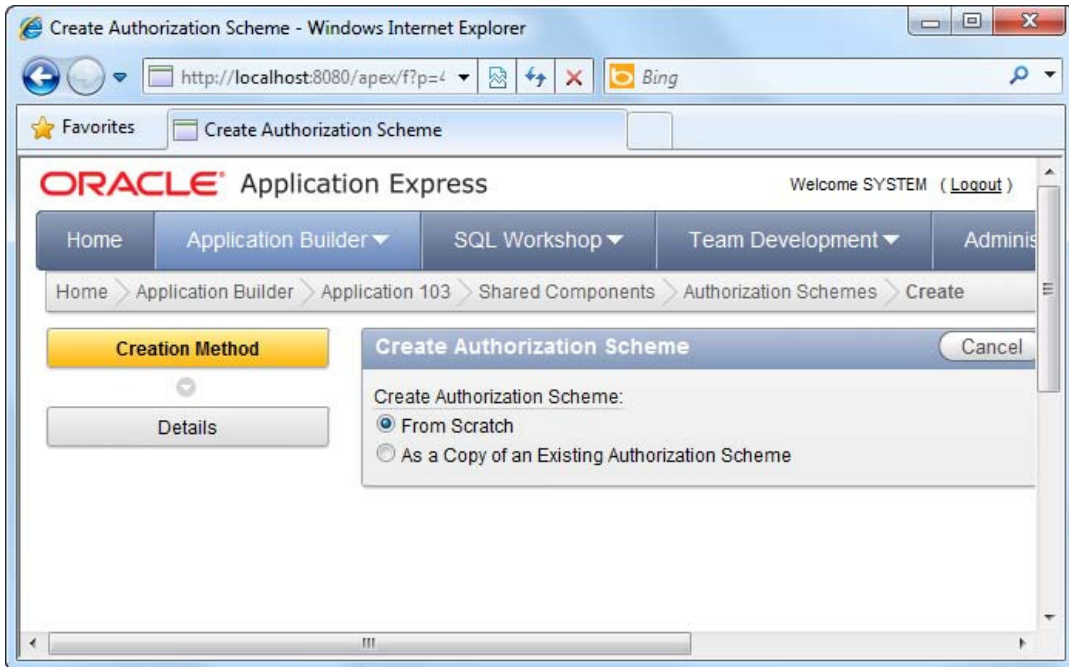 Create Authorization Scheme - Windows Internet Explorer
http://localhost:8080/apex/f?p=4
Bing
Favorites
Create Authorization Scheme
ORACLE® Application Express
Welcome SYSTEM ( Logout )
Home Application Builder SQL Workshop Team Development Adminis
Home > Application Builder > Application 103 > Shared Components > Authorization Schemes > Create
Creation Method
Details
Create Authorization Scheme
Cancel
Create Authorization Scheme:
From Scratch
As a Copy of an Existing Authorization Scheme